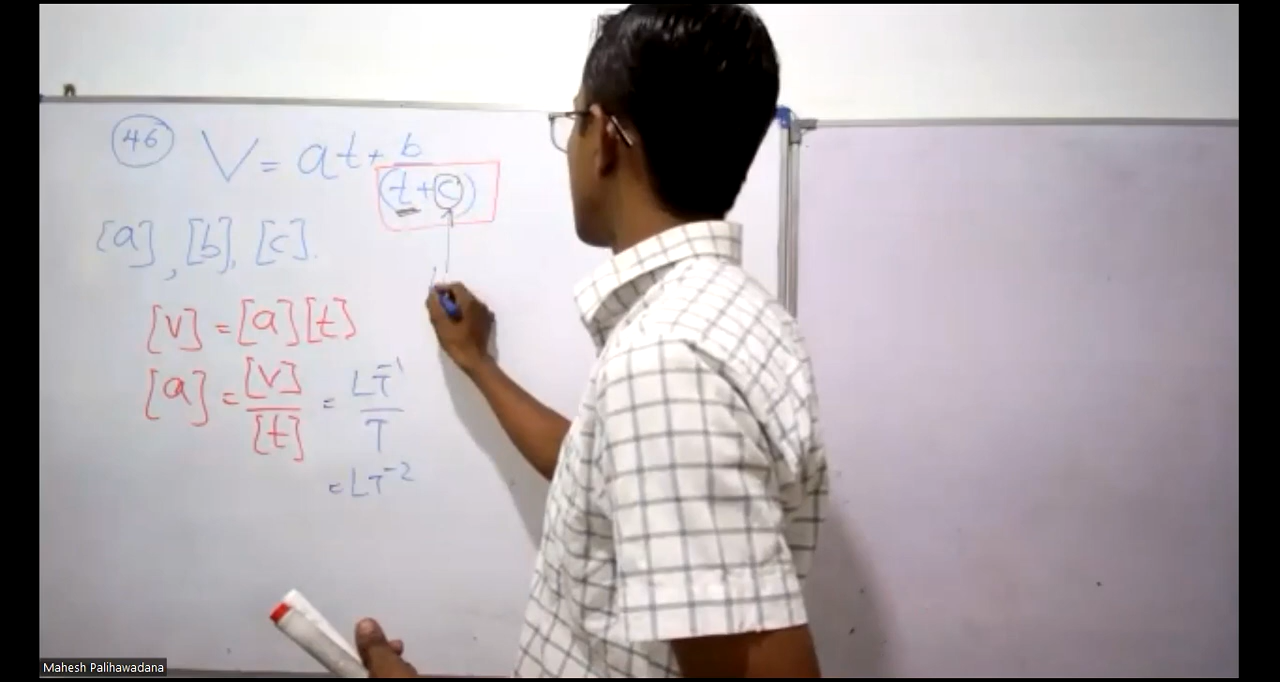 46 V = at + b
(t + c)
[a], [b], [c].
[v] = [a][t]
[a] = [v] / [t] = LT⁻¹ / T
= LT⁻²
Mahesh Palihawadana